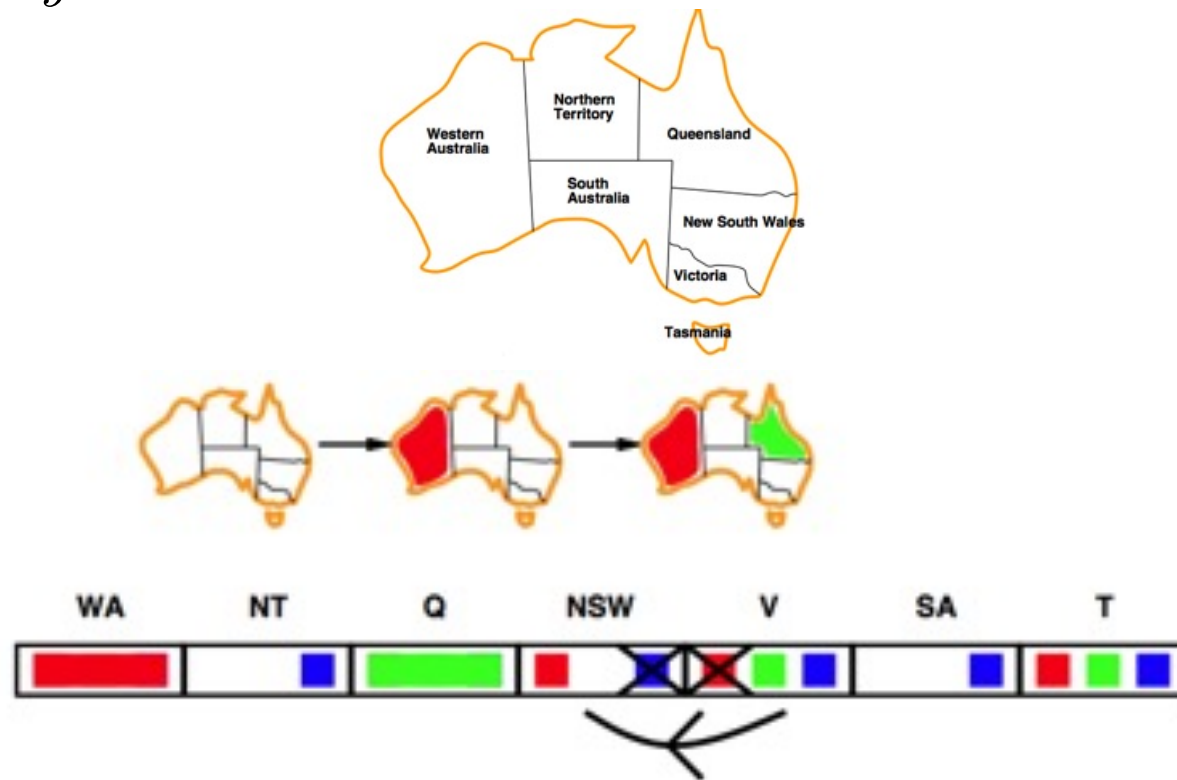 Northern
Territory
Western
Australia
Queensland
South
Australia
New South Wales
Victoria
Tasmania
WA NT Q NSW V SA T